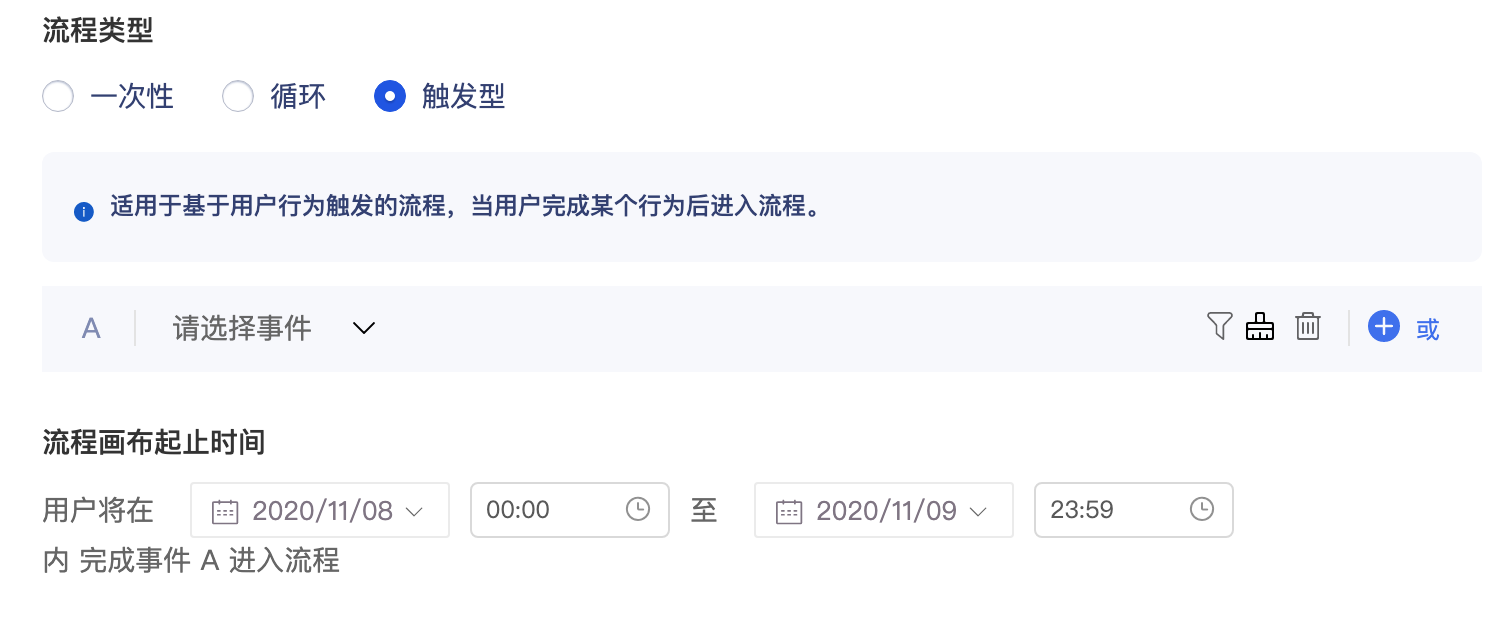 流程类型
一次性 循环 触发型
适用于基于用户行为触发的流程，当用户完成某个行为后进入流程。
A 请选择事件 或
流程画布起止时间
用户将在 2020/11/08 00:00 至 2020/11/09 23:59
内 完成事件 A 进入流程